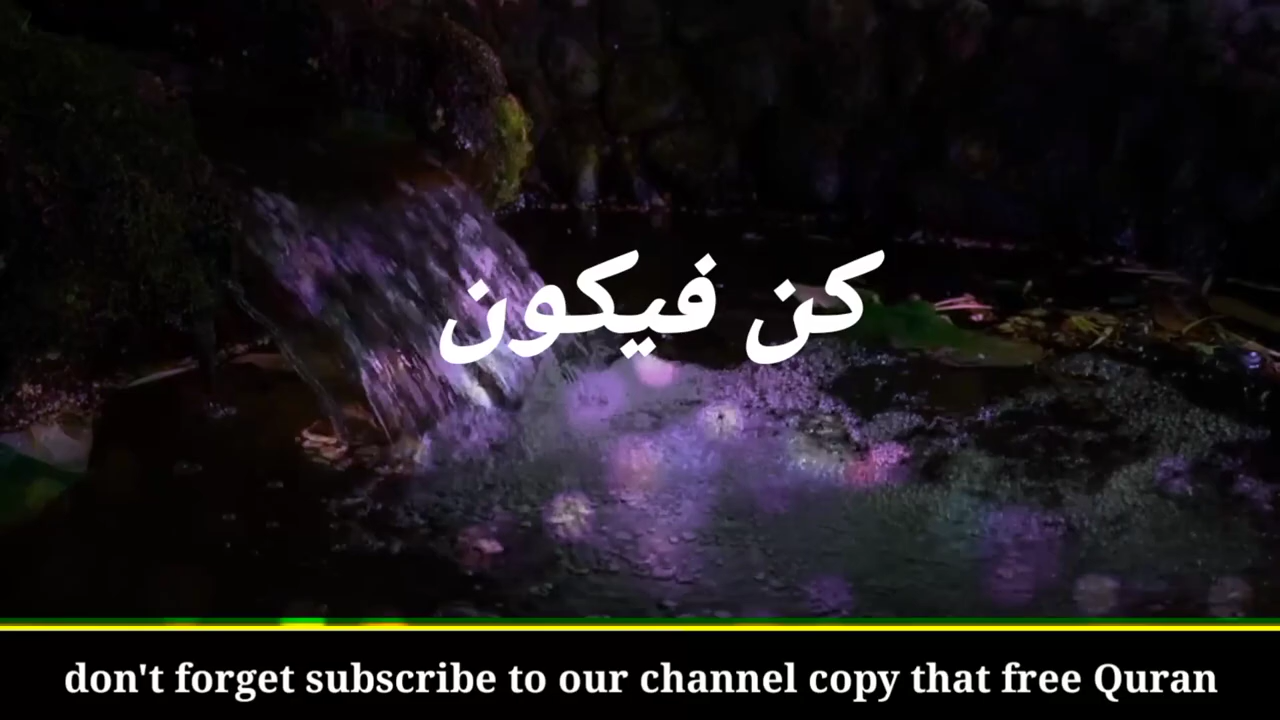 كن فيكون
don't forget subscribe to our channel copy that free Quran